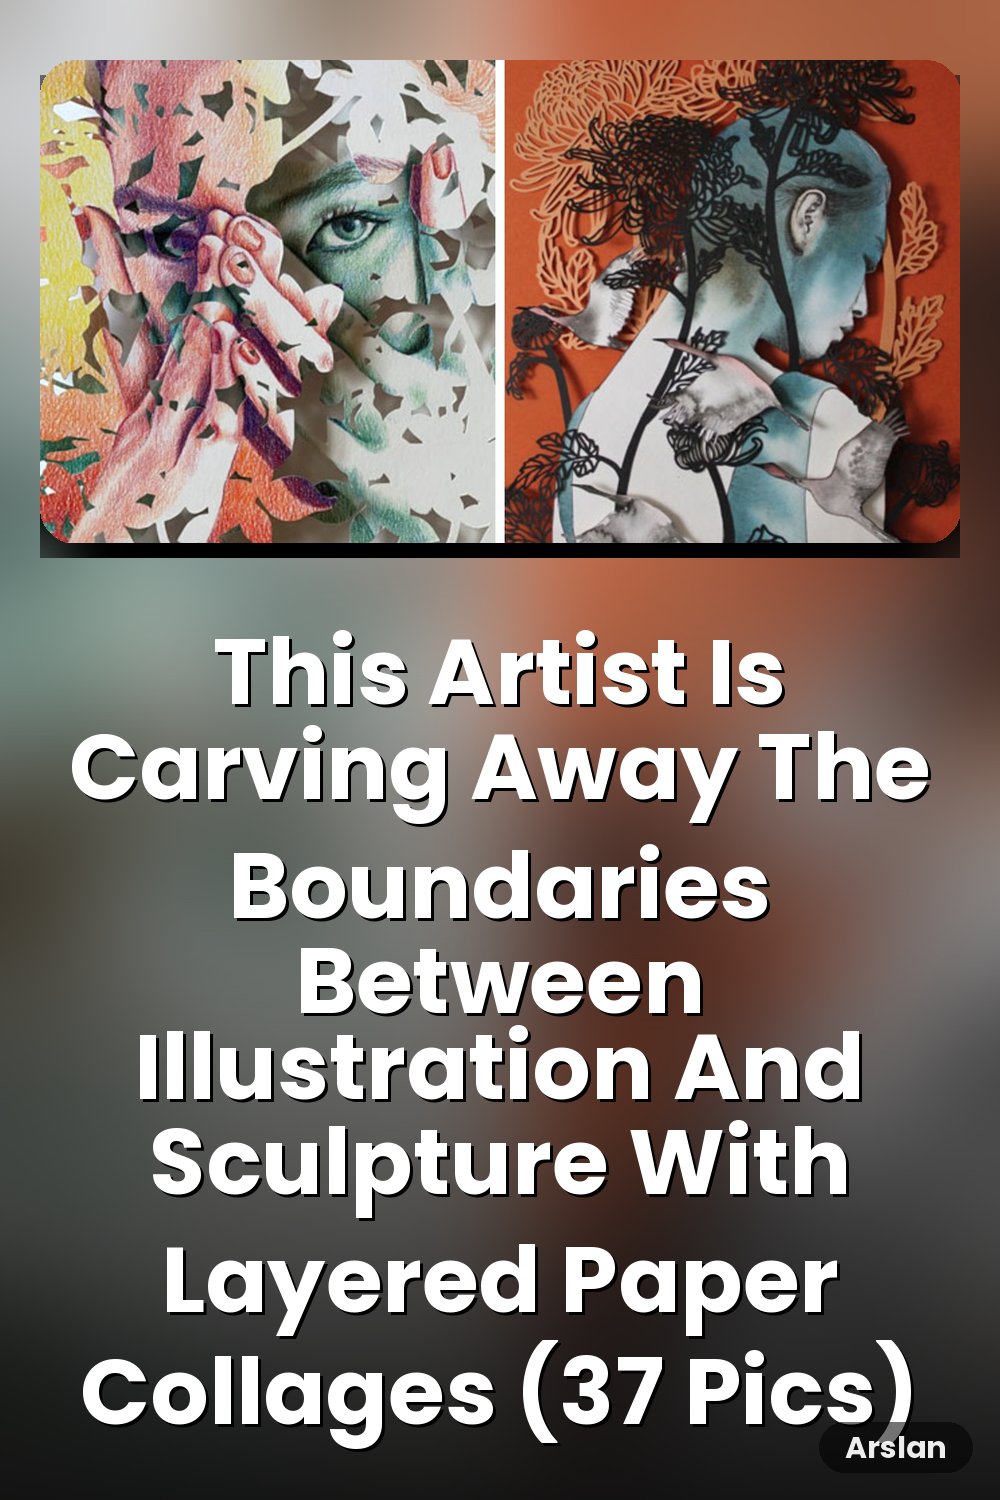 This Artist Is
Carving Away The
Boundaries
Between
Illustration And
Sculpture With
Layered Paper
Collages (37 Pics)
Arslan